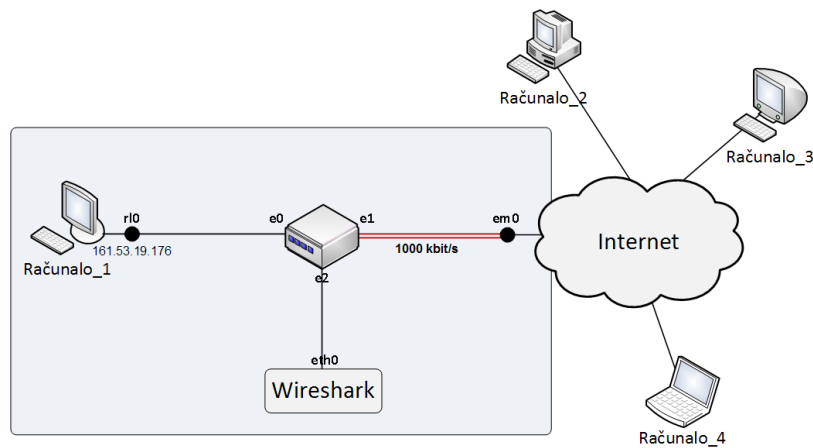 Računalo_2
Računalo_3
rl0
e0
e1
em0
161.53.19.176
1000 kbit/s
Internet
Računalo_1
e2
eth0
Wireshark
Računalo_4